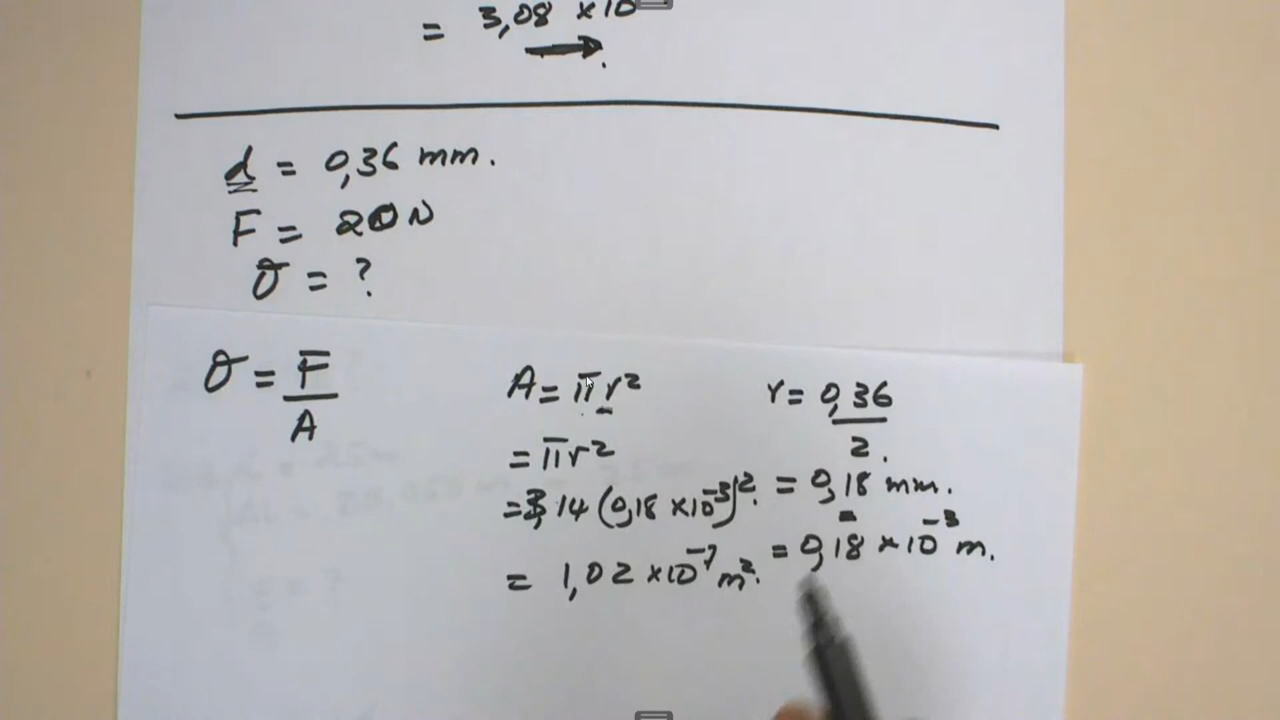 = 3,08 × 10
d = 0,36 mm.
F = 20 N
σ = ?
σ = F/A
A = πr²
r = 0,36/2.
= πr²
= 0,18 mm.
= 3,14 (0,18 × 10⁻³)².
= 0,18 × 10⁻³ m.
= 1,02 × 10⁻⁷ m².